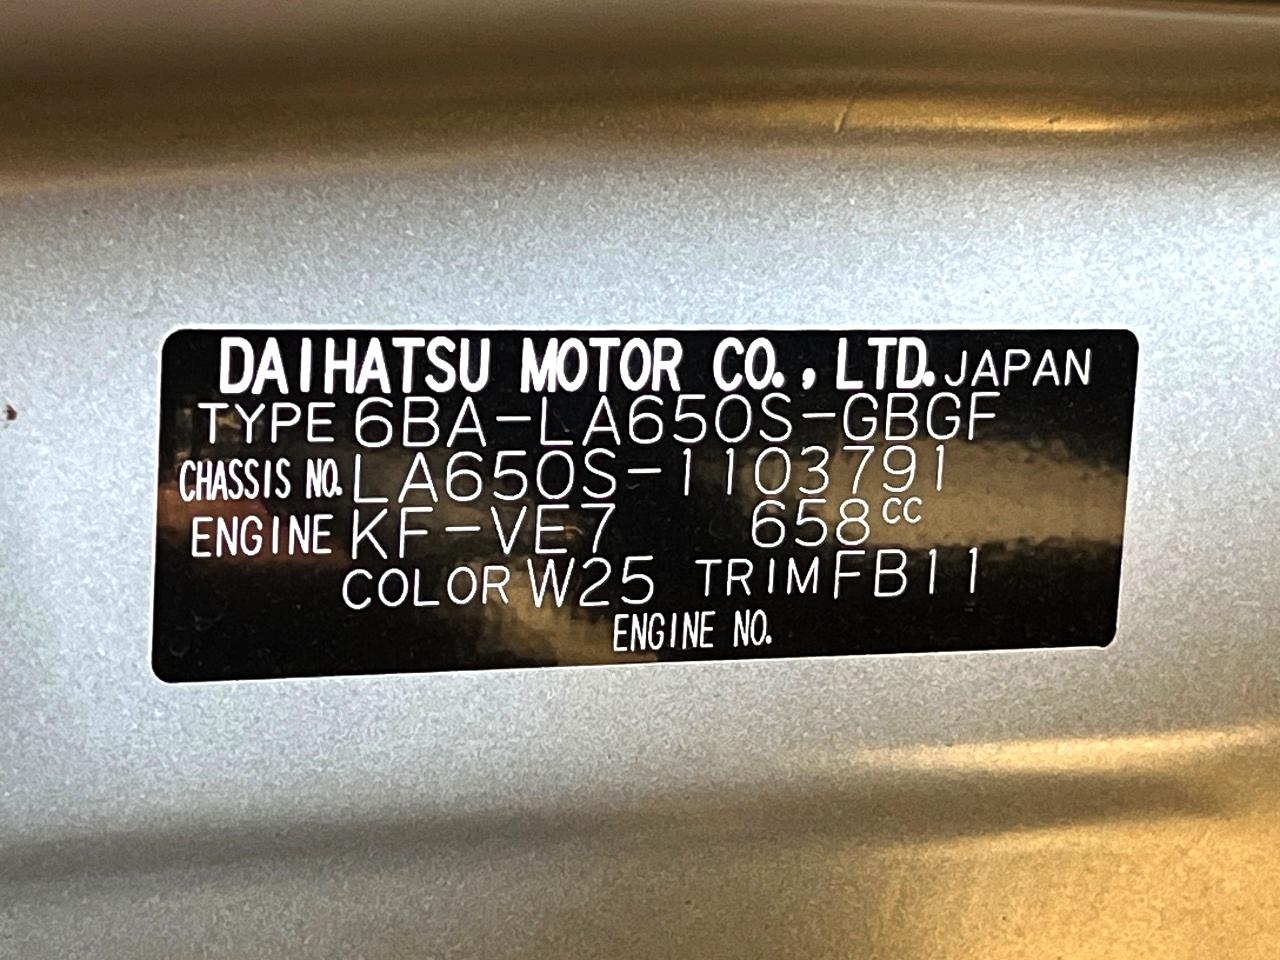 DAIHATSU MOTOR CO., LTD. JAPAN
TYPE 6BA-LA650S-GBGF
CHASSIS NO. LA650S-1103791
ENGINE KF-VE7 658CC
COLOR W25 TRIM FB11
ENGINE NO.